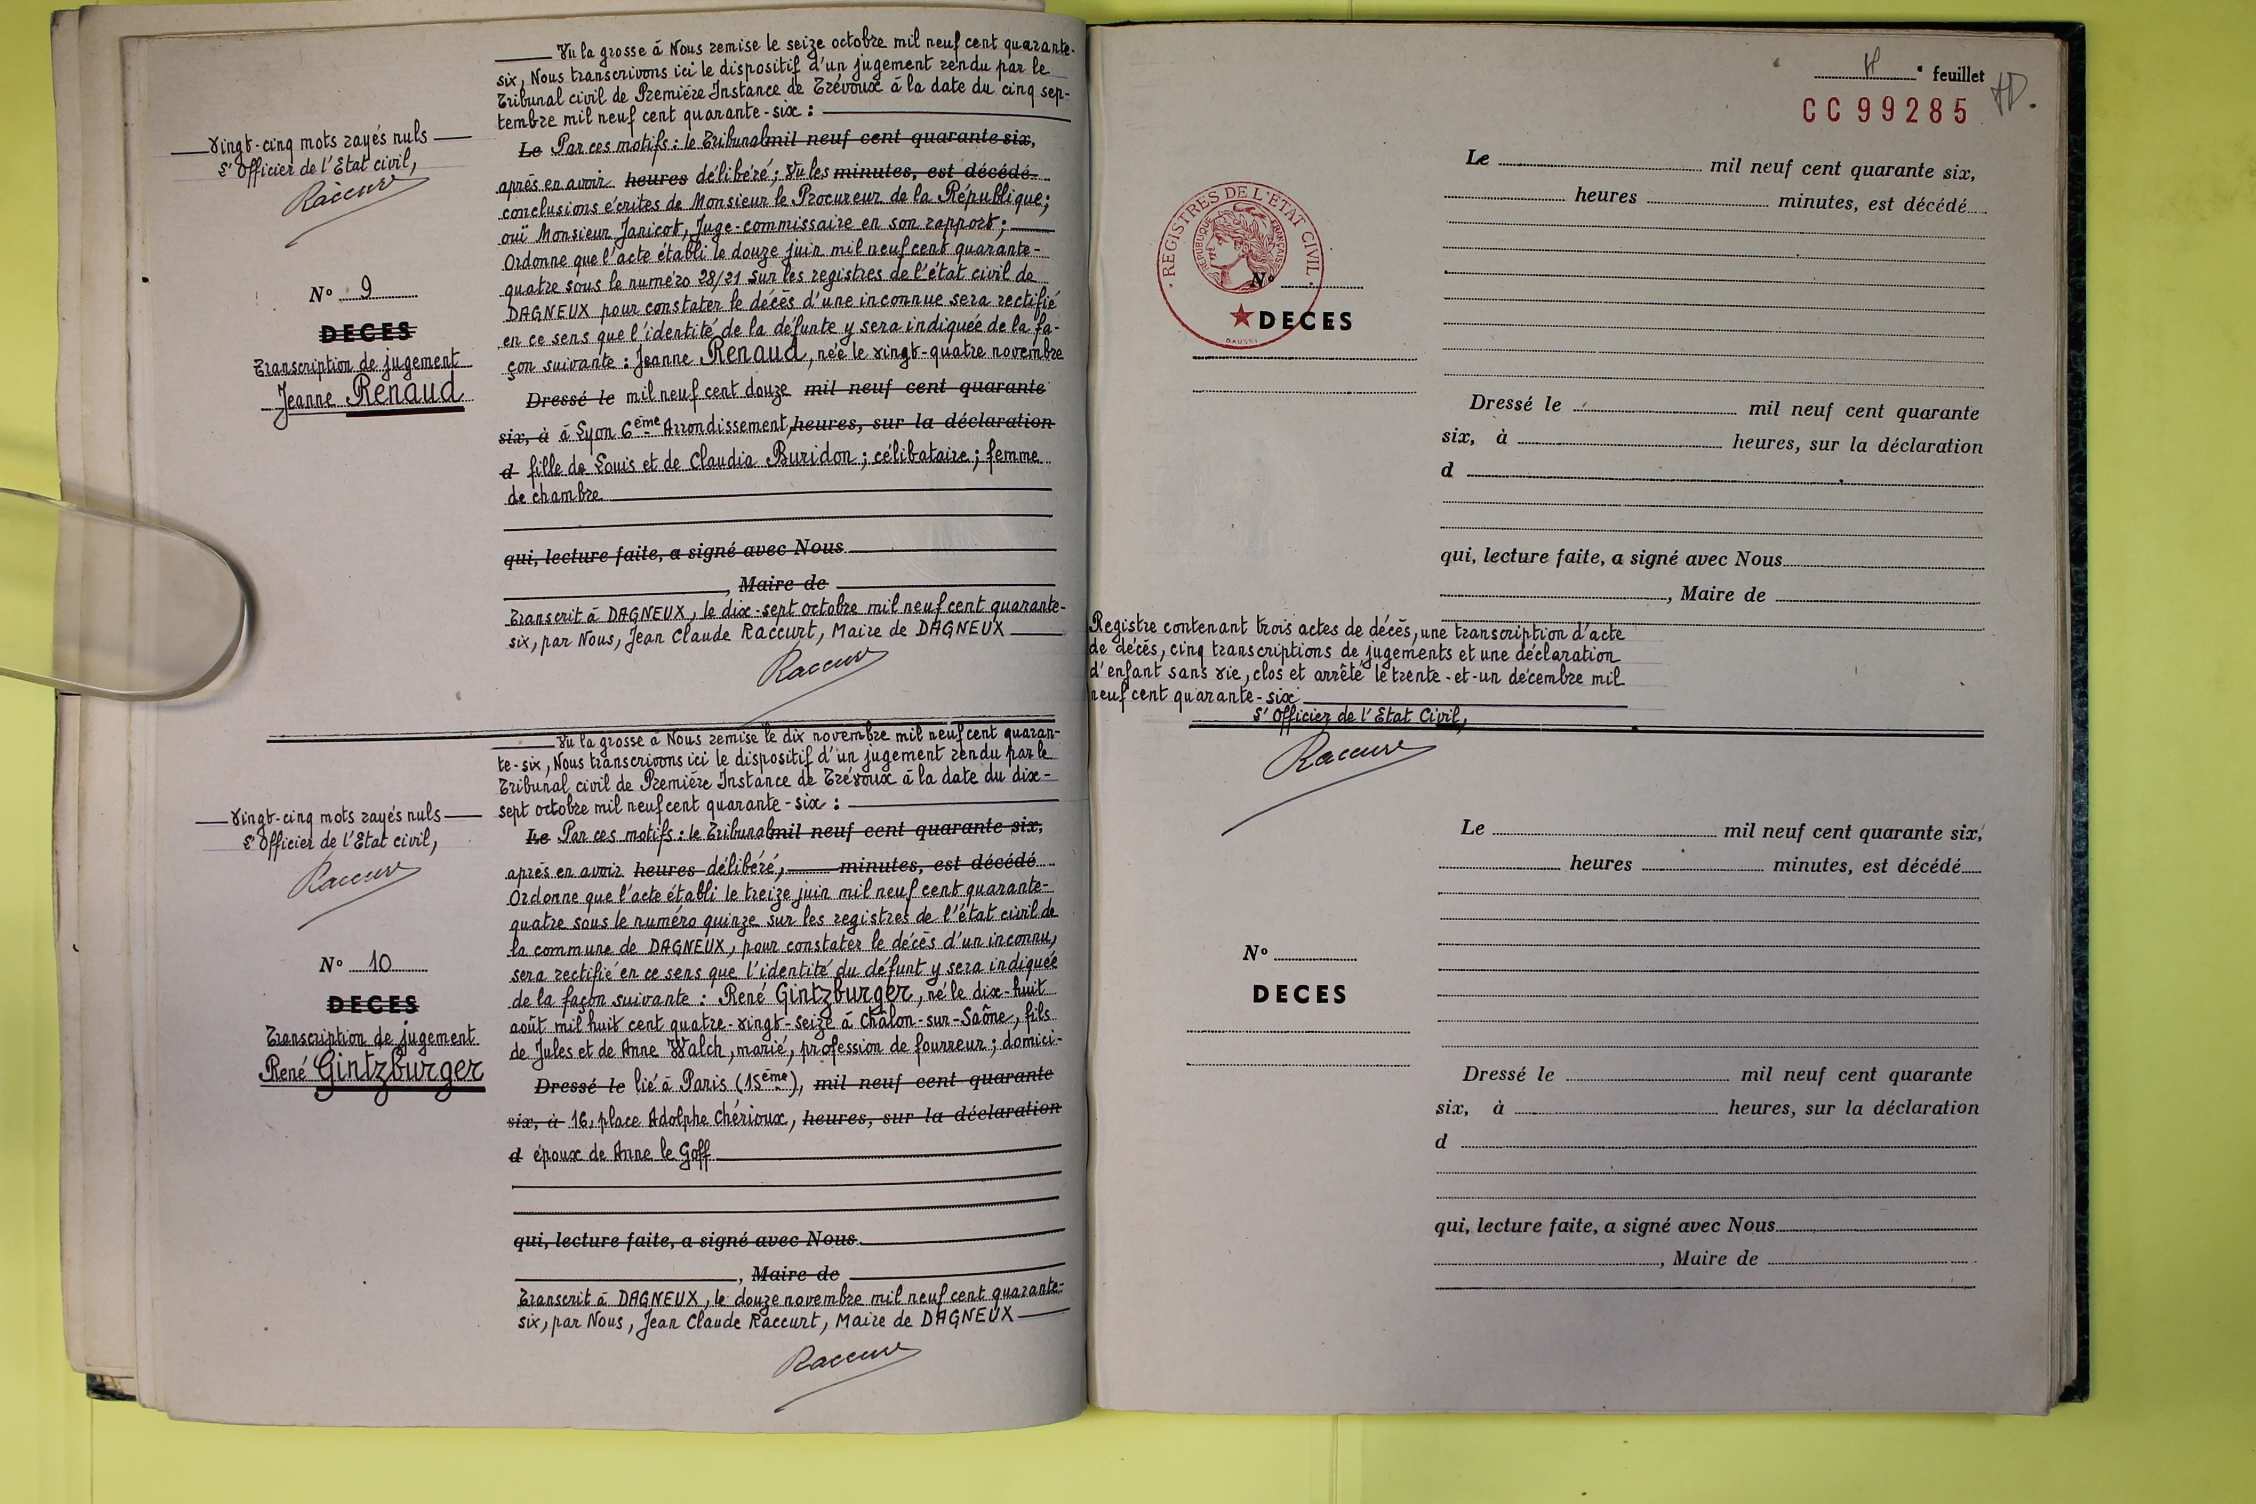 Vu la grosse à Nous remise le seize octobre mil neuf cent quarante-
six, Nous transcrivons ici le dispositif d'un jugement rendu par le
Tribunal civil de Première Instance de Trévoux à la date du cinq sep-
tembre mil neuf cent quarante-six :
Le Par ces motifs : le Tribunal mil neuf cent quarante six,
après en avoir heures délibéré ; Vu les minutes, est décédé
conclusions écrites de Monsieur le Procureur de la République ;
ouï Monsieur Janicot, Juge-commissaire en son rapport ;
Ordonne que l'acte établi le douze juin mil neuf cent quarante-
quatre sous le numéro 28/21 sur les registres de l'état civil de
DAGNEUX pour constater le décès d'une inconnue sera rectifié
en ce sens que l'identité de la défunte y sera indiquée de la fa-
çon suivante : Jeanne Renaud, née le vingt-quatre novembre
Dressé le mil neuf cent douze mil neuf cent quarante
six, à à Lyon 6ème Arrondissement, heures, sur la déclaration
d fille de Louis et de Claudia Buridon ; célibataire ; femme
de chambre
qui, lecture faite, a signé avec Nous
, Maire de
Transcrit à DAGNEUX, le dix-sept octobre mil neuf cent quarante-
six, par Nous, Jean Claude Raccurt, Maire de DAGNEUX
Raccurt
Vingt-cinq mots rayés nuls
L'Officier de l'Etat civil,
Raccurt
N° 9
DECES
Transcription de jugement
Jeanne Renaud
Vu la grosse à Nous remise le dix novembre mil neuf cent quaran-
te-six, Nous transcrivons ici le dispositif d'un jugement rendu par le
Tribunal civil de Première Instance de Trévoux à la date du dix-
sept octobre mil neuf cent quarante-six :
Le Par ces motifs : le Tribunal mil neuf cent quarante six,
après en avoir heures délibéré, minutes, est décédé
Ordonne que l'acte établi le treize juin mil neuf cent quarante-
quatre sous le numéro quinze sur les registres de l'état civil de
la commune de DAGNEUX, pour constater le décès d'un inconnu,
sera rectifié en ce sens que l'identité du défunt y sera indiquée
de la façon suivante : René Gintzburger, né le dix-huit
août mil huit cent quatre-vingt-seize à Châlon-sur-Saône, fils
de Jules et de Anne Walch, marié, profession de fourreur ; domici-
Dressé le lié à Paris (15ème), mil neuf cent quarante
six, à 16, place Adolphe Chérioux, heures, sur la déclaration
d époux de Anne le Goff
qui, lecture faite, a signé avec Nous
, Maire de
Transcrit à DAGNEUX, le douze novembre mil neuf cent quarante-
six, par Nous, Jean Claude Raccurt, Maire de DAGNEUX
Raccurt
Vingt-cinq mots rayés nuls
L'Officier de l'Etat civil,
Raccurt
N° 10
DECES
Transcription de jugement
René Gintzburger
feuillet
CC 99285
REGISTRES DE L'ETAT CIVIL
REPUBLIQUE FRANÇAISE
N°
DECES
Le mil neuf cent quarante six,
heures minutes, est décédé
Dressé le mil neuf cent quarante
six, à heures, sur la déclaration
d
qui, lecture faite, a signé avec Nous
, Maire de
Registre contenant trois actes de décès, une transcription d'acte
de décès, cinq transcriptions de jugements et une déclaration
d'enfant sans vie, clos et arrêté le trente-et-un décembre mil
neuf cent quarante-six
L'Officier de l'Etat Civil,
Raccurt
Le mil neuf cent quarante six,
heures minutes, est décédé
N°
DECES
Dressé le mil neuf cent quarante
six, à heures, sur la déclaration
d
qui, lecture faite, a signé avec Nous
, Maire de